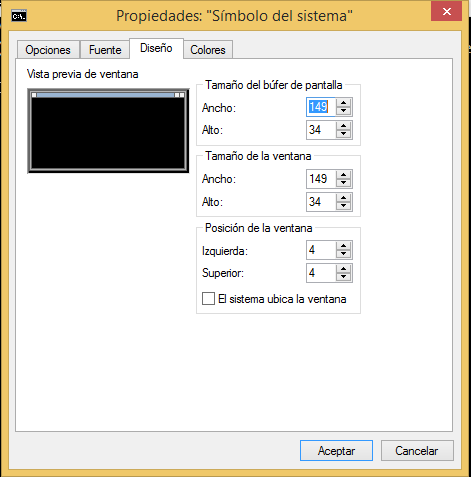 Propiedades: "Símbolo del sistema"
Opciones Fuente Diseño Colores
Vista previa de ventana
Tamaño del búfer de pantalla
Ancho: 149
Alto: 34
Tamaño de la ventana
Ancho: 149
Alto: 34
Posición de la ventana
Izquierda: 4
Superior: 4
El sistema ubica la ventana
Aceptar Cancelar